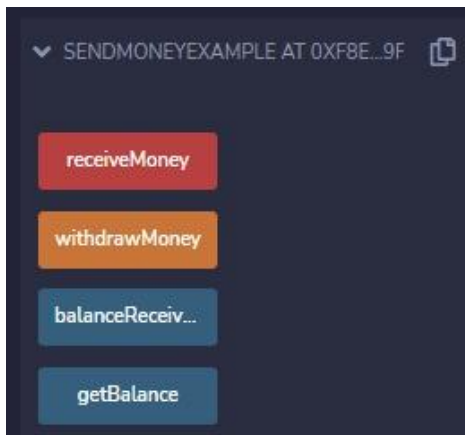 SENDMONEYEXAMPLE AT 0XF8E...9F
receiveMoney
withdrawMoney
balanceReceiv...
getBalance